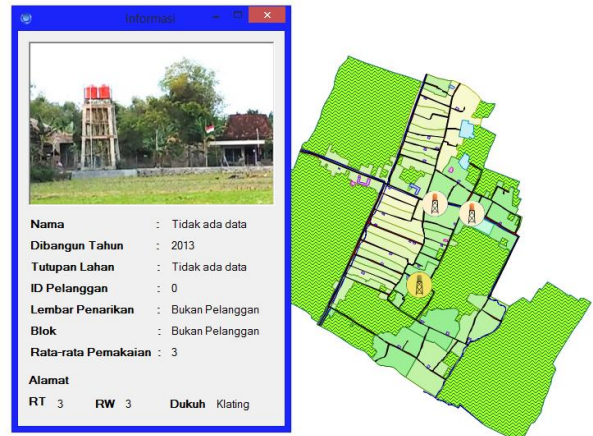 Informasi
Nama : Tidak ada data
Dibangun Tahun : 2013
Tutupan Lahan : Tidak ada data
ID Pelanggan : 0
Lembar Penarikan : Bukan Pelanggan
Blok : Bukan Pelanggan
Rata-rata Pemakaian : 3
Alamat
RT 3 RW 3 Dukuh Klating